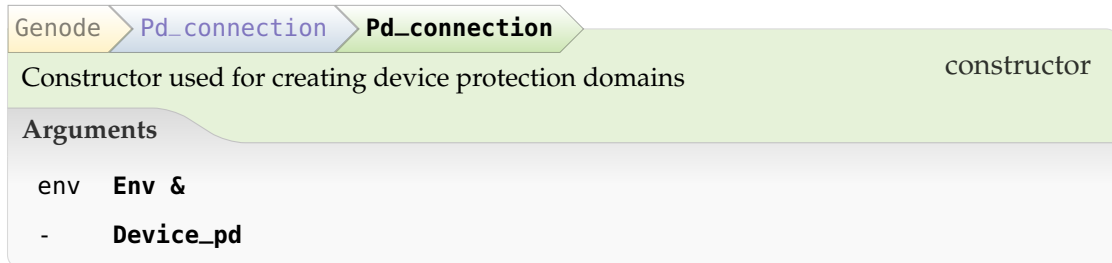 Genode Pd_connection Pd_connection
Constructor used for creating device protection domains constructor
Arguments
env Env &
- Device_pd